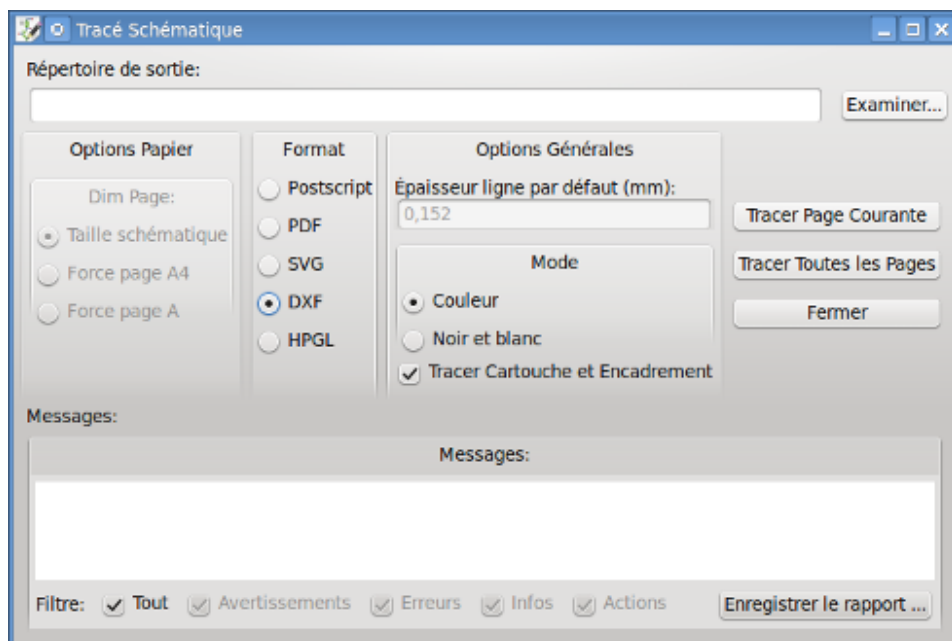 Tracé Schématique
Répertoire de sortie:
Examiner...
Options Papier
Dim Page:
Taille schématique
Force page A4
Force page A
Format
Postscript
PDF
SVG
DXF
HPGL
Options Générales
Épaisseur ligne par défaut (mm):
0,152
Mode
Couleur
Noir et blanc
Tracer Cartouche et Encadrement
Tracer Page Courante
Tracer Toutes les Pages
Fermer
Messages:
Messages:
Filtre: Tout Avertissements Erreurs Infos Actions Enregistrer le rapport ...